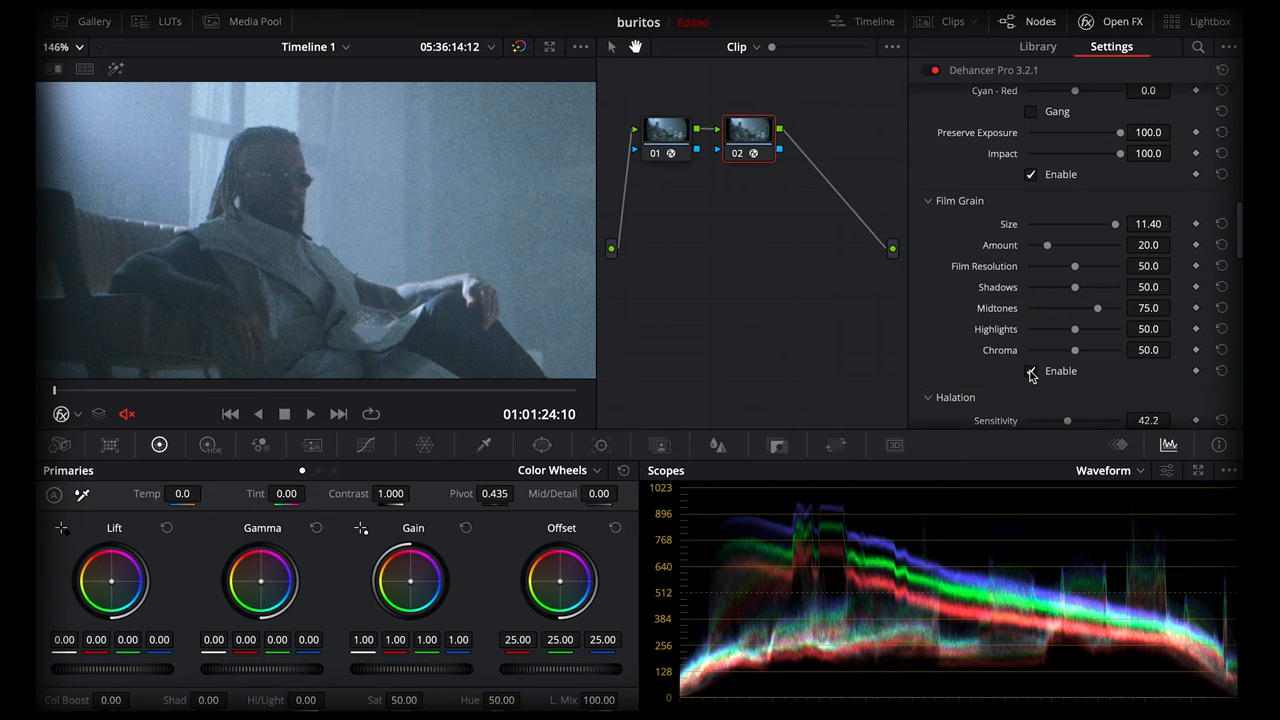 Gallery LUTs Media Pool buritos Edited Timeline Clips Nodes Open FX Lightbox
146% Timeline 1 05:36:14:12 Clip Library Settings
Dehancer Pro 3.2.1
Cyan - Red 0.0
Gang
Preserve Exposure 100.0
Impact 100.0
01 02
Enable
Film Grain
Size 11.40
Amount 20.0
Film Resolution 50.0
Shadows 50.0
Midtones 75.0
Highlights 50.0
Chroma 50.0
Enable
Halation
01:01:24:10
Sensitivity 42.2
3D
Primaries Color Wheels Scopes Waveform
A Temp 0.0 Tint 0.00 Contrast 1.000 Pivot 0.435 Mid/Detail 0.00
Lift Gamma Gain Offset
0.00 0.00 0.00 0.00 0.00 0.00 0.00 0.00 1.00 1.00 1.00 1.00 25.00 25.00 25.00
Col Boost 0.00 Shad 0.00 Hi/Light 0.00 Sat 50.00 Hue 50.00 L. Mix 100.00
1023
896
768
640
512
384
256
128
0